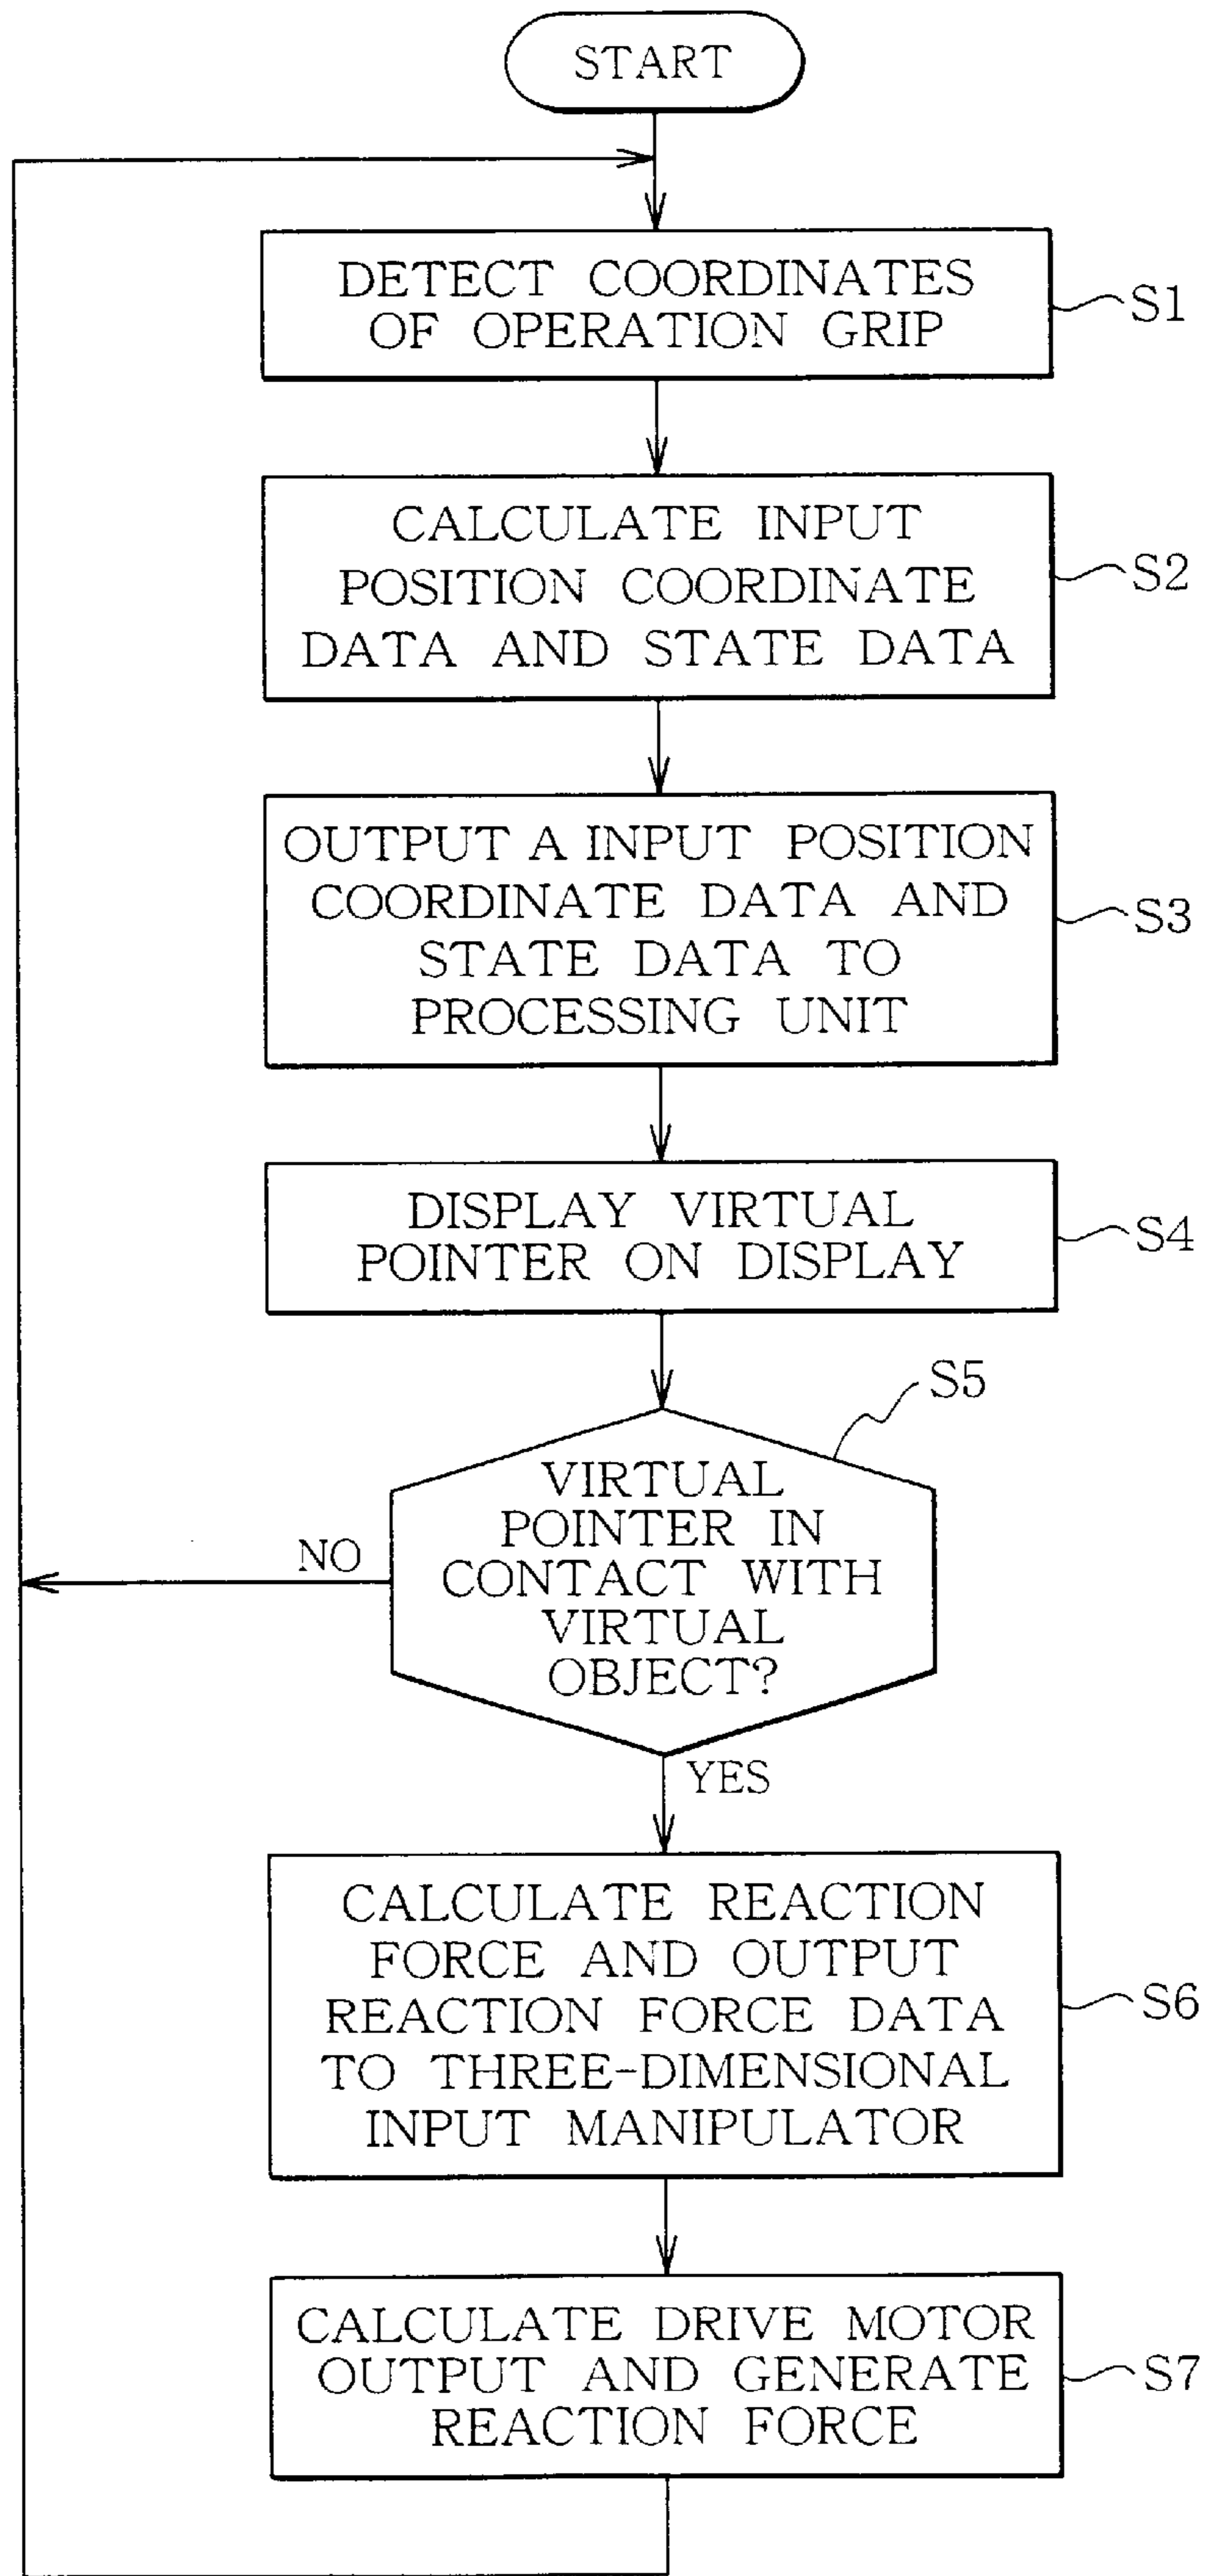 START
DETECT COORDINATES
OF OPERATION GRIP
S1
CALCULATE INPUT
POSITION COORDINATE
DATA AND STATE DATA
S2
OUTPUT A INPUT POSITION
COORDINATE DATA AND
STATE DATA TO
PROCESSING UNIT
S3
DISPLAY VIRTUAL
POINTER ON DISPLAY
S4
S5
VIRTUAL
POINTER IN
CONTACT WITH
VIRTUAL
OBJECT?
NO
YES
CALCULATE REACTION
FORCE AND OUTPUT
REACTION FORCE DATA
TO THREE-DIMENSIONAL
INPUT MANIPULATOR
S6
CALCULATE DRIVE MOTOR
OUTPUT AND GENERATE
REACTION FORCE
S7